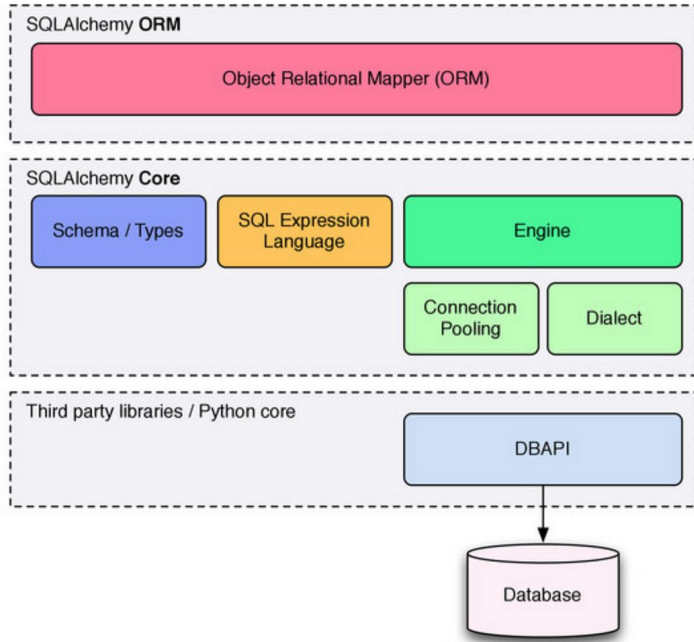 SQLAlchemy ORM
Object Relational Mapper (ORM)
SQLAlchemy Core
Schema / Types
SQL Expression
Language
Engine
Connection
Pooling
Dialect
Third party libraries / Python core
DBAPI
Database